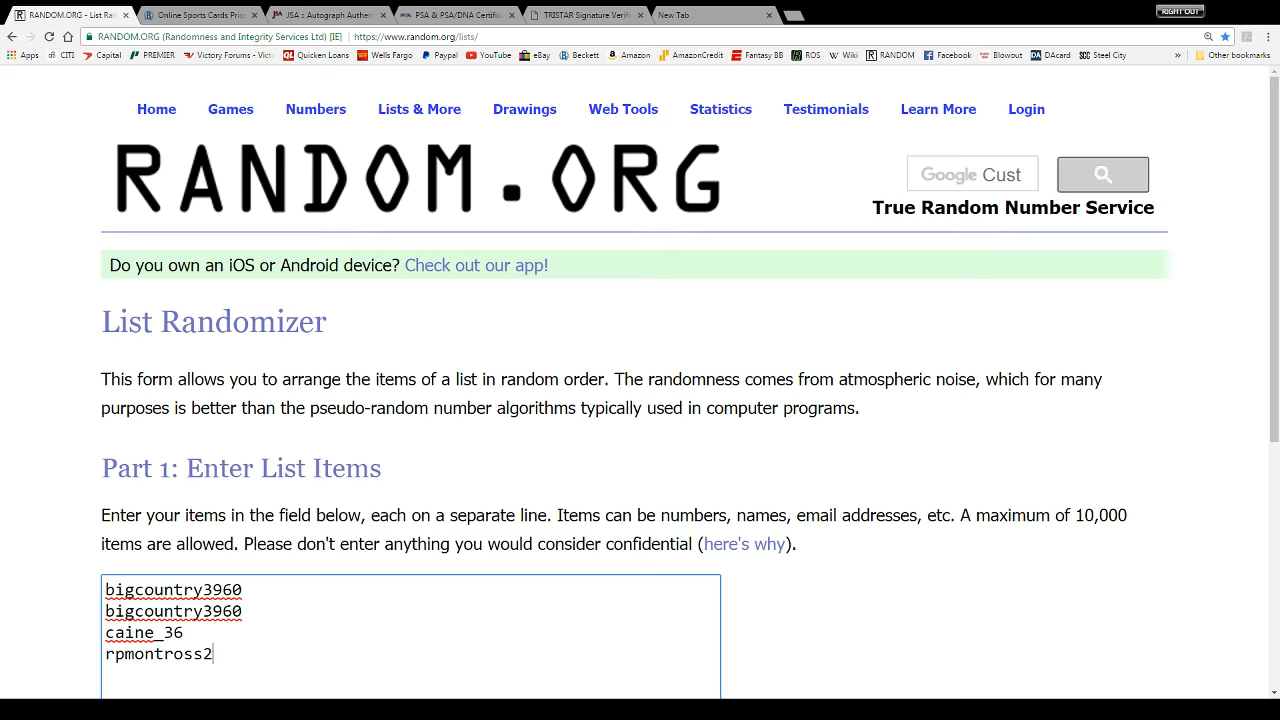 RANDOM.ORG - List Ran
Online Sports Cards Price
JSA :: Autograph Authent
PSA & PSA/DNA Certific
TRISTAR Signature Verifi
New Tab
RIGHT OUT
RANDOM.ORG (Randomness and Integrity Services Ltd) [IE] https://www.random.org/lists/
Apps CITI Capital PREMIER Victory Forums - Vict Quicken Loans Wells Fargo Paypal YouTube eBay Beckett Amazon AmazonCredit Fantasy BB ROS Wiki RANDOM Facebook Blowout DAcard Steel City » Other bookmarks
Home Games Numbers Lists & More Drawings Web Tools Statistics Testimonials Learn More Login
RANDOM.ORG
Google Cust
True Random Number Service
Do you own an iOS or Android device? Check out our app!
List Randomizer
This form allows you to arrange the items of a list in random order. The randomness comes from atmospheric noise, which for many
purposes is better than the pseudo-random number algorithms typically used in computer programs.
Part 1: Enter List Items
Enter your items in the field below, each on a separate line. Items can be numbers, names, email addresses, etc. A maximum of 10,000
items are allowed. Please don't enter anything you would consider confidential (here's why).
bigcountry3960
bigcountry3960
caine_36
rpmontross2